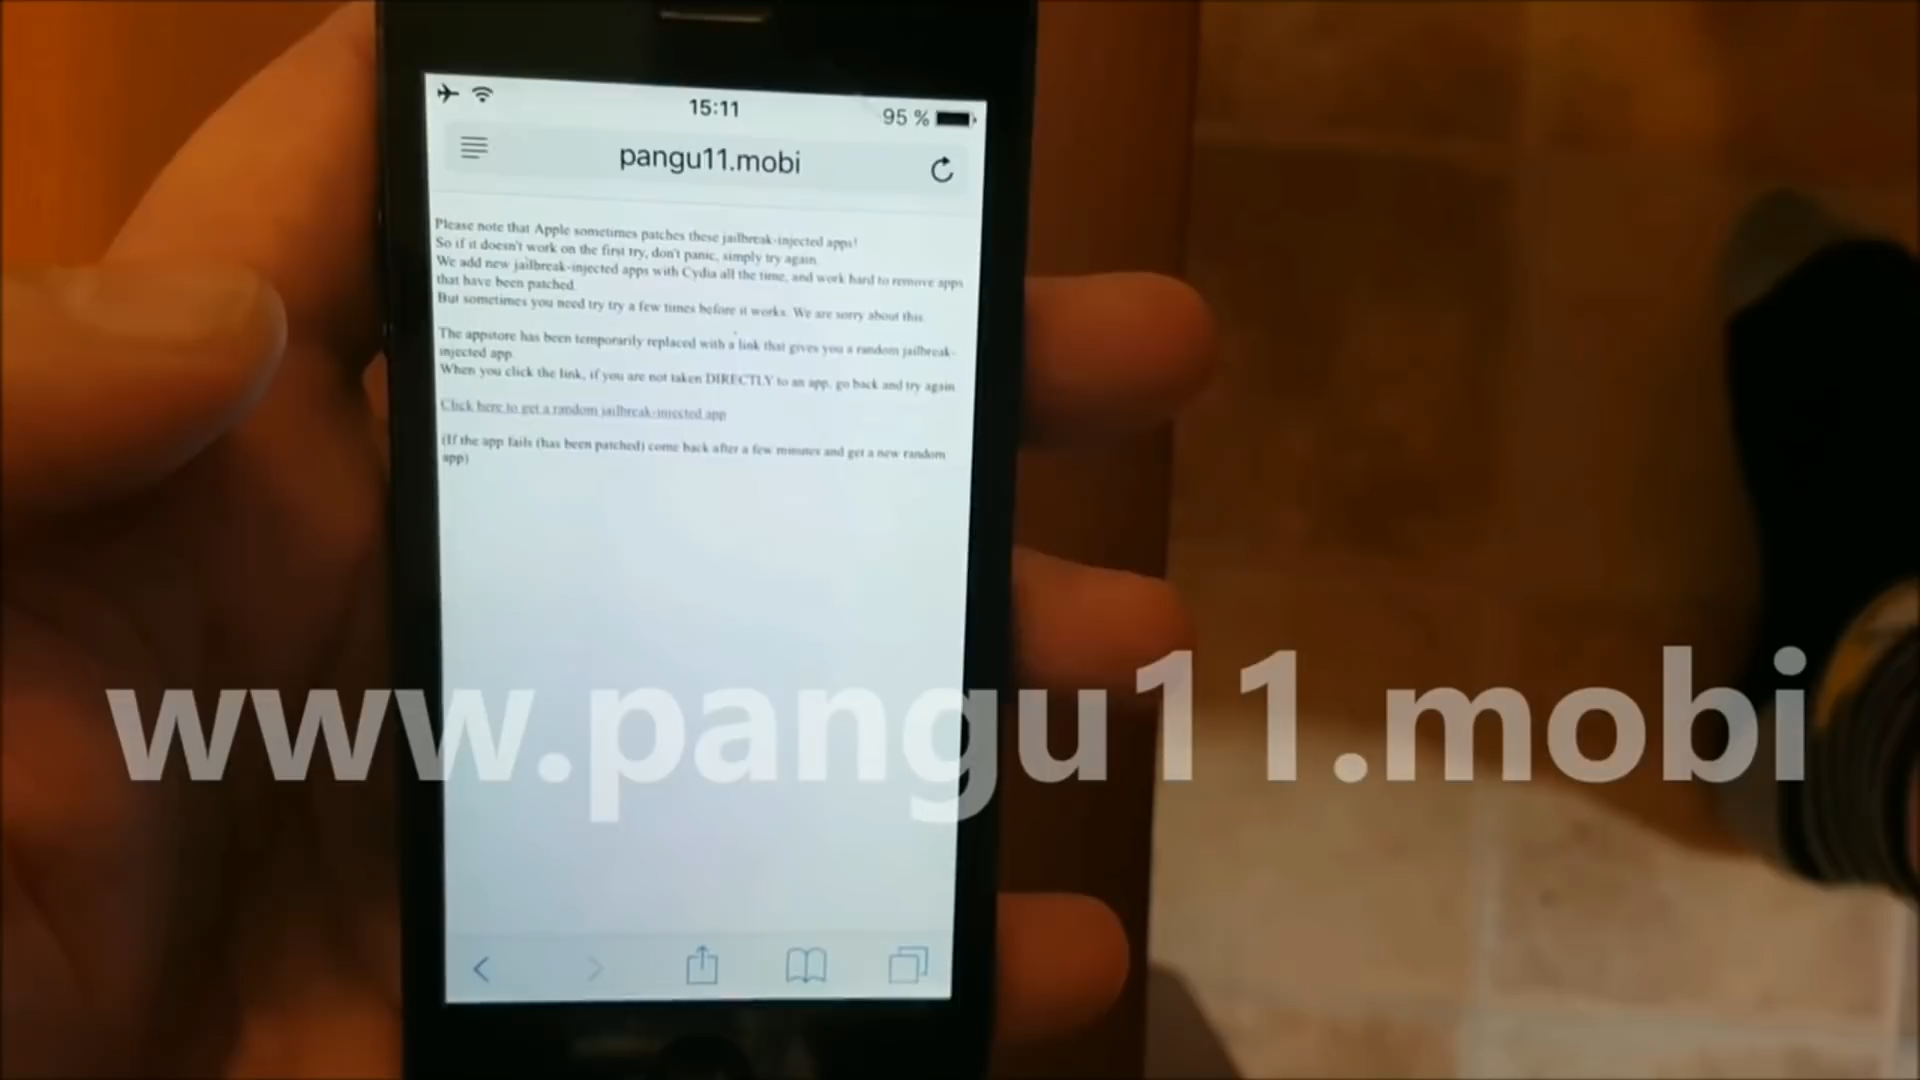 15:11
95 %
pangu11.mobi
Please note that Apple sometimes patches these jailbreak-injected apps!
So if it doesn't work on the first try, don't panic, simply try again.
We add new jailbreak-injected apps with Cydia all the time, and work hard to remove apps
that have been patched.
But sometimes you need try try a few times before it works. We are sorry about this.
The appstore has been temporarily replaced with a link that gives you a random jailbreak-
injected app.
When you click the link, if you are not taken DIRECTLY to an app, go back and try again
Click here to get a random jailbreak-injected app
(If the app fails (has been patched) come back after a few minutes and get a new random
app)
www.pangu11.mobi